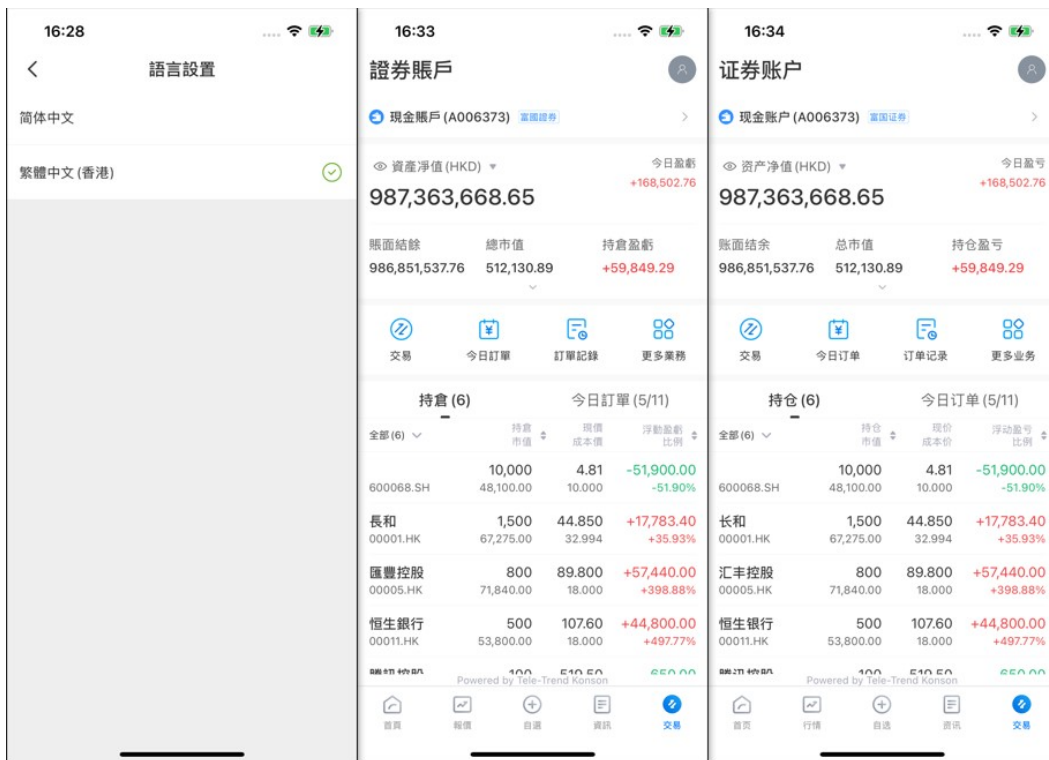 16:28
語言設置
简体中文
繁體中文 (香港)
16:33
證券賬戶
現金賬戶 (A006373) 富國證券
資產淨值 (HKD) 今日盈虧
987,363,668.65 +168,502.76
賬面結餘 總市值 持倉盈虧
986,851,537.76 512,130.89 +59,849.29
交易 今日訂單 訂單記錄 更多業務
持倉 (6) 今日訂單 (5/11)
全部 (6) 持倉 現價 浮動盈虧
市值 成本價 比例
10,000 4.81 -51,900.00
600068.SH 48,100.00 10.000 -51.90%
長和 1,500 44.850 +17,783.40
00001.HK 67,275.00 32.994 +35.93%
匯豐控股 800 89.800 +57,440.00
00005.HK 71,840.00 18.000 +398.88%
恒生銀行 500 107.60 +44,800.00
00011.HK 53,800.00 18.000 +497.77%
騰訊控股 100 519.50
Powered by Tele-Trend Konson
首頁 報價 自選 資訊 交易
16:34
证券账户
现金账户 (A006373) 富国证券
资产净值 (HKD) 今日盈亏
987,363,668.65 +168,502.76
账面结余 总市值 持仓盈亏
986,851,537.76 512,130.89 +59,849.29
交易 今日订单 订单记录 更多业务
持仓 (6) 今日订单 (5/11)
全部 (6) 持仓 现价 浮动盈亏
市值 成本价 比例
10,000 4.81 -51,900.00
600068.SH 48,100.00 10.000 -51.90%
长和 1,500 44.850 +17,783.40
00001.HK 67,275.00 32.994 +35.93%
汇丰控股 800 89.800 +57,440.00
00005.HK 71,840.00 18.000 +398.88%
恒生银行 500 107.60 +44,800.00
00011.HK 53,800.00 18.000 +497.77%
腾讯控股 100 519.50
Powered by Tele-Trend Konson
首页 行情 自选 资讯 交易